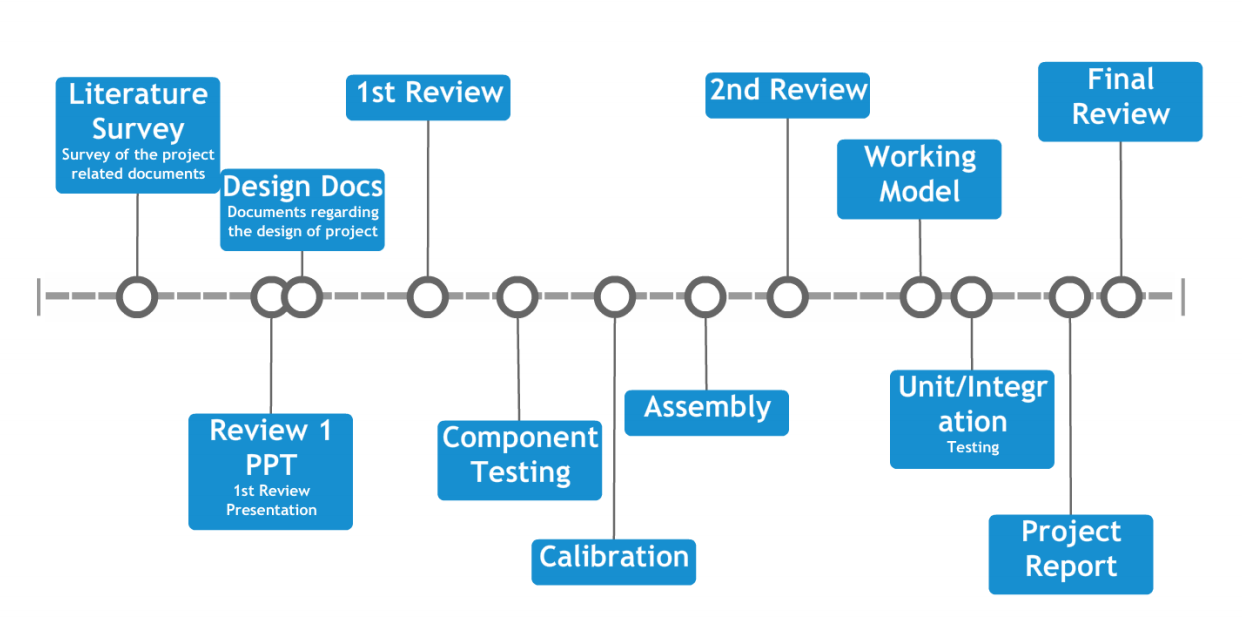 Literature
Survey
Survey of the project
related documents
Review 1
PPT
1st Review
Presentation
Design Docs
Documents regarding
the design of project
1st Review
Component
Testing
Calibration
Assembly
2nd Review
Working
Model
Unit/Integr
ation
Testing
Project
Report
Final
Review